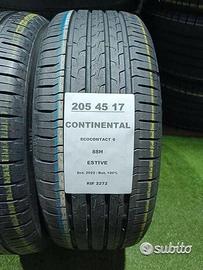 205 45 17
CONTINENTAL
ECOCONTACT 6
88H
ESTIVE
RIF 2272
subito